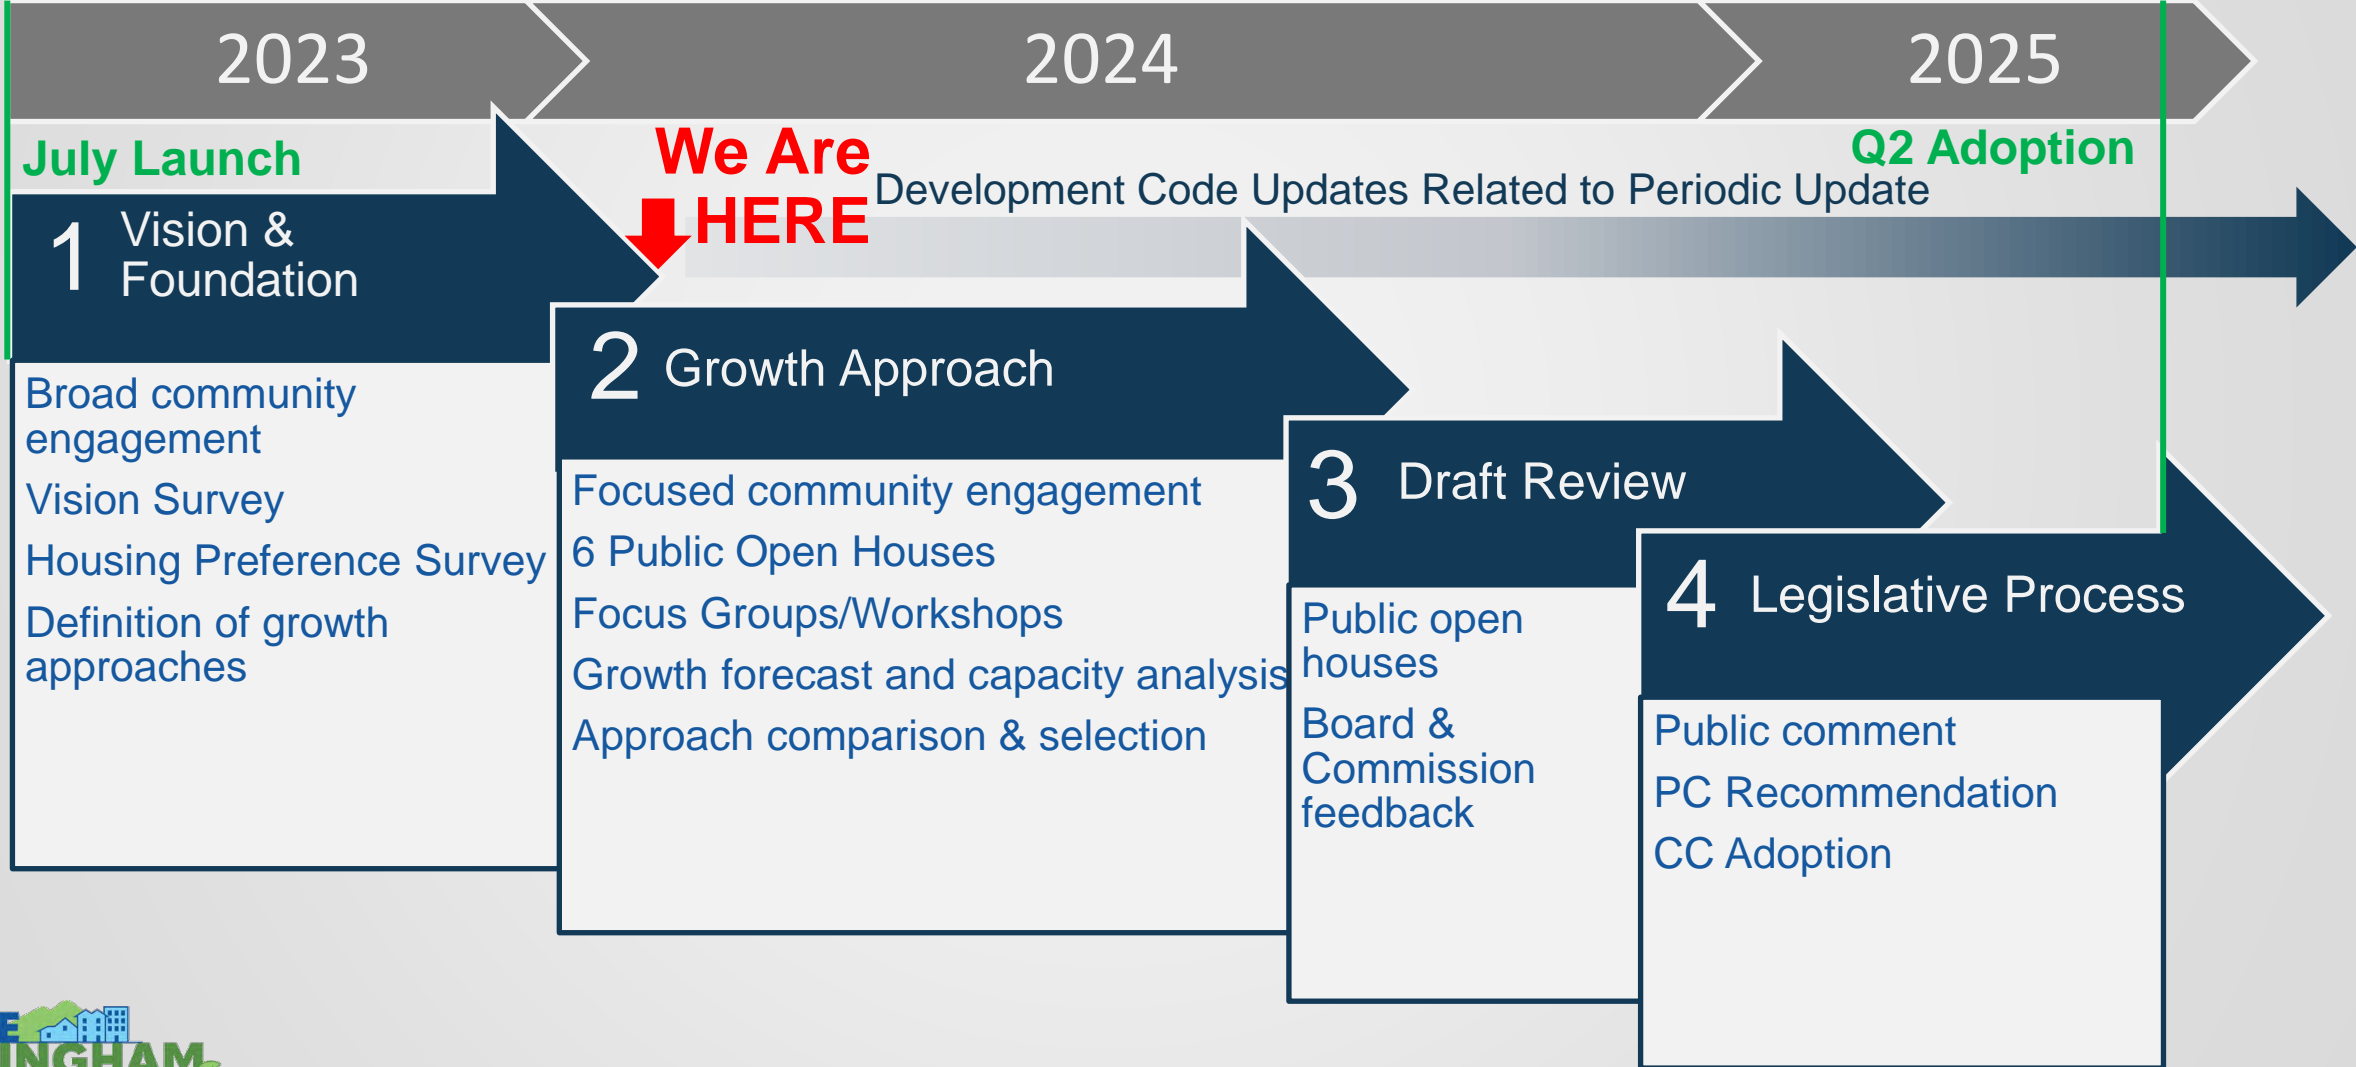 2023
2024
2025
July Launch
We Are
HERE
Q2 Adoption
Development Code Updates Related to Periodic Update
1
Vision &
Foundation
Broad community
engagement
Vision Survey
Housing Preference Survey
Definition of growth
approaches
2
Growth Approach
Focused community engagement
6 Public Open Houses
Focus Groups/Workshops
Growth forecast and capacity analysis
Approach comparison & selection
3
Draft Review
Public open
houses
Board &
Commission
feedback
4
Legislative Process
Public comment
PC Recommendation
CC Adoption
E
INGHAM